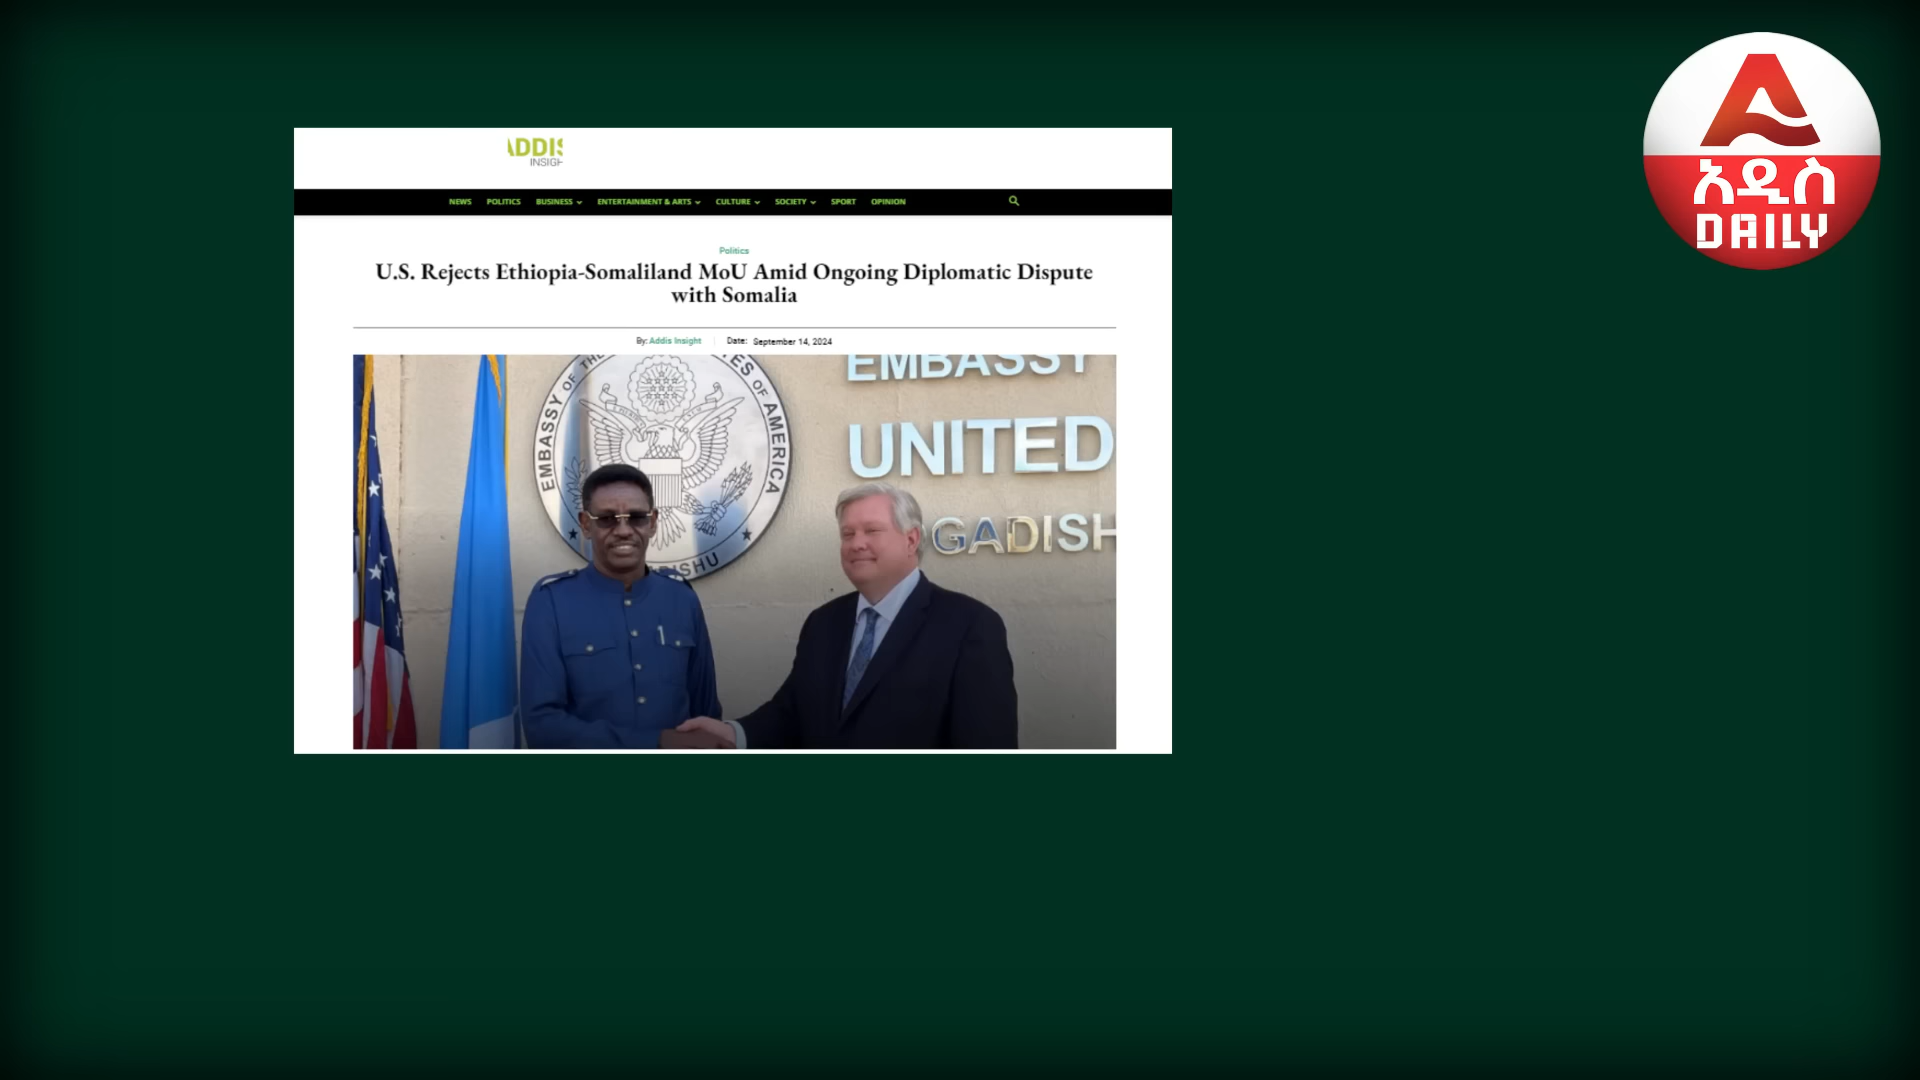 ADDIS
INSIGH
NEWS POLITICS BUSINESS ENTERTAINMENT & ARTS CULTURE SOCIETY SPORT OPINION
Politics
U.S. Rejects Ethiopia-Somaliland MoU Amid Ongoing Diplomatic Dispute
with Somalia
By: Addis Insight Date: September 14, 2024
EMBASSY OF THE
TES OF AMERICA
DISHU
EMBASSY
UNITED
GADISH
አዲስ
DAILY